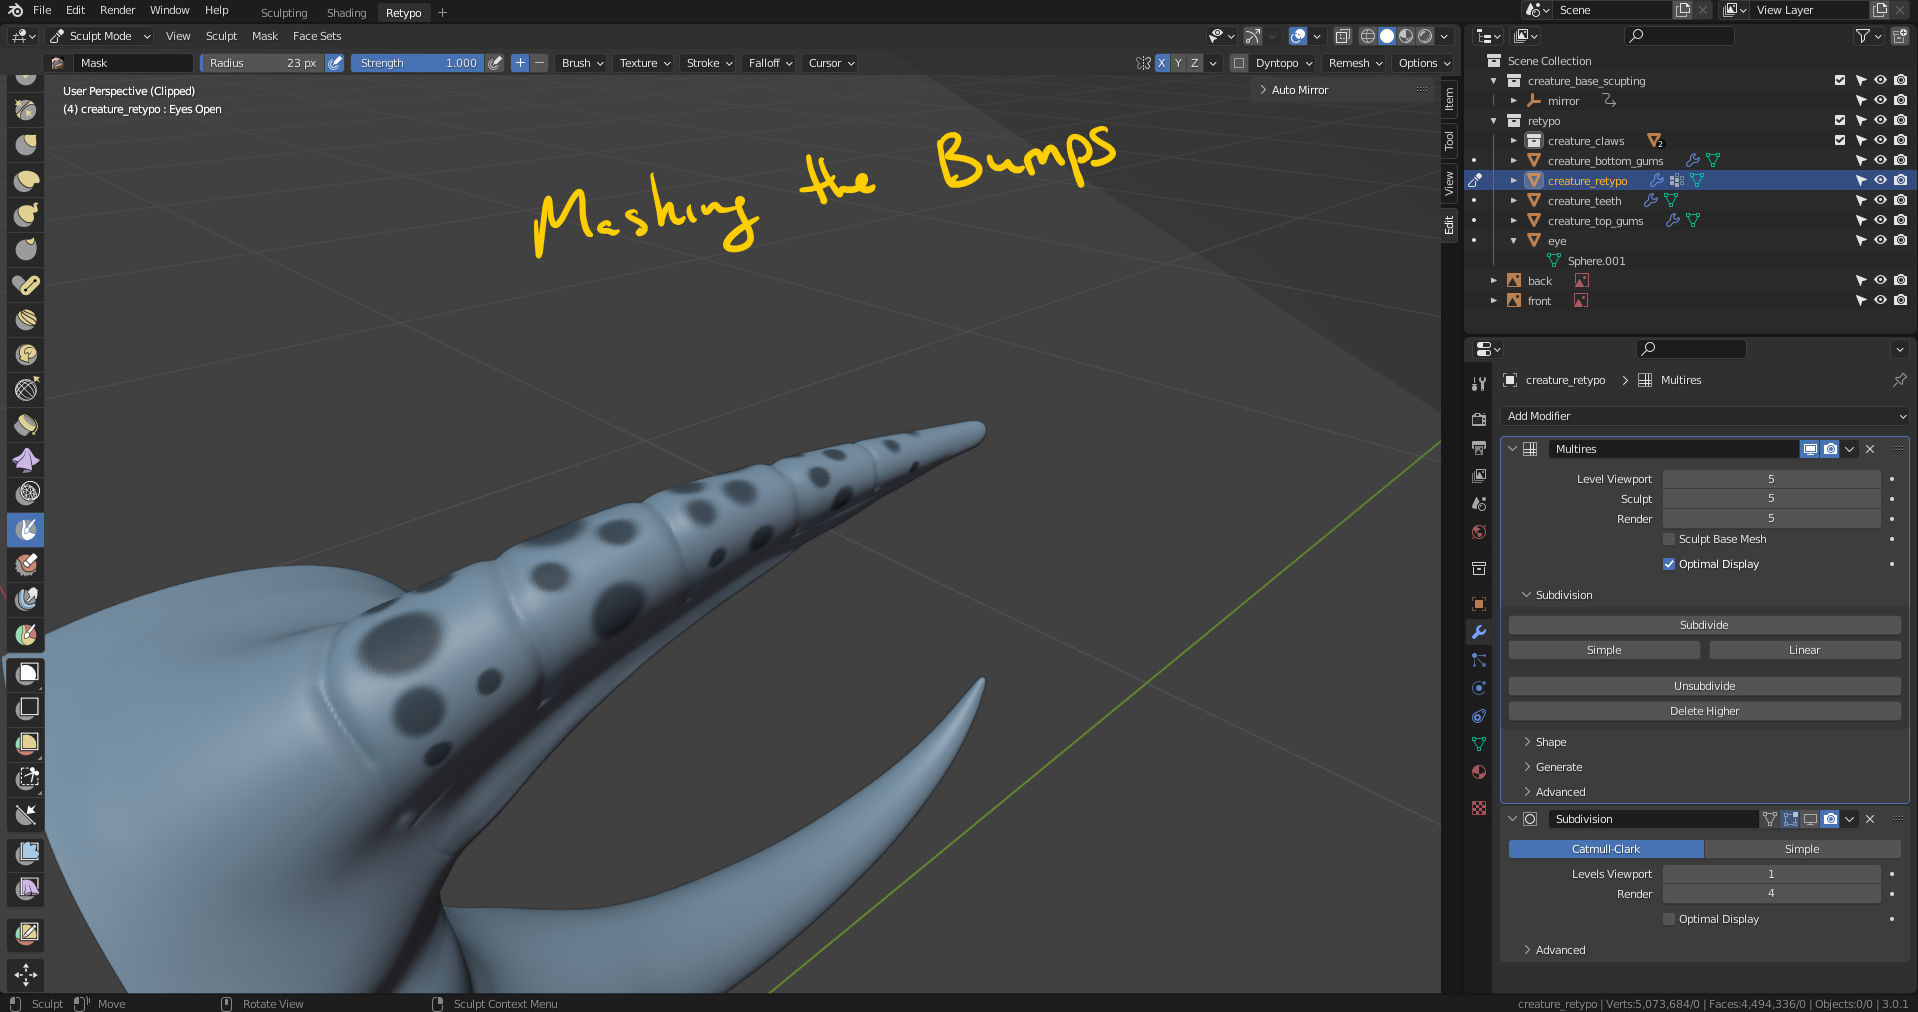 File Edit Render Window Help Sculpting Shading Retypo + Scene View Layer
Sculpt Mode View Sculpt Mask Face Sets
Mask Radius 23 px Strength 1.000 + − Brush Texture Stroke Falloff Cursor X Y Z Dyntopo Remesh Options
User Perspective (Clipped)
(4) creature_retypo : Eyes Open
Auto Mirror
Item
Tool
View
Edit
Masking the Bumps
Scene Collection
creature_base_scupting
mirror
retypo
creature_claws 2
creature_bottom_gums
creature_retypo
creature_teeth
creature_top_gums
eye
Sphere.001
back
front
creature_retypo > Multires
Add Modifier
Multires
Level Viewport 5
Sculpt 5
Render 5
Sculpt Base Mesh
Optimal Display
Subdivision
Subdivide
Simple Linear
Unsubdivide
Delete Higher
Shape
Generate
Advanced
Subdivision
Catmull-Clark Simple
Levels Viewport 1
Render 4
Optimal Display
Advanced
Sculpt Move Rotate View Sculpt Context Menu creature_retypo | Verts:5,073,684/0 | Faces:4,494,336/0 | Objects:0/0 | 3.0.1